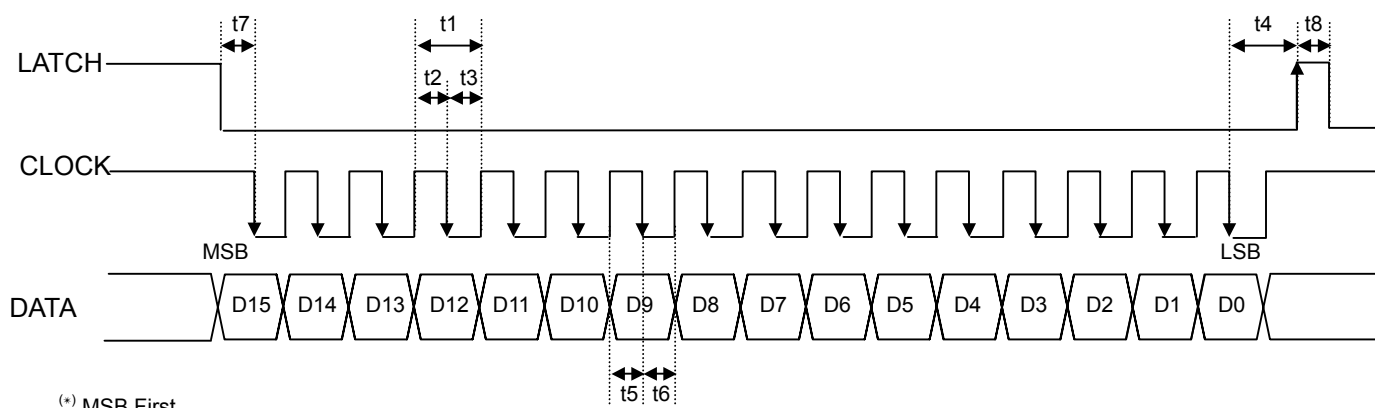 t7 t1 t4 t8
LATCH
t2 t3
CLOCK
MSB LSB
DATA D15 D14 D13 D12 D11 D10 D9 D8 D7 D6 D5 D4 D3 D2 D1 D0
t5 t6
(*) MSB First